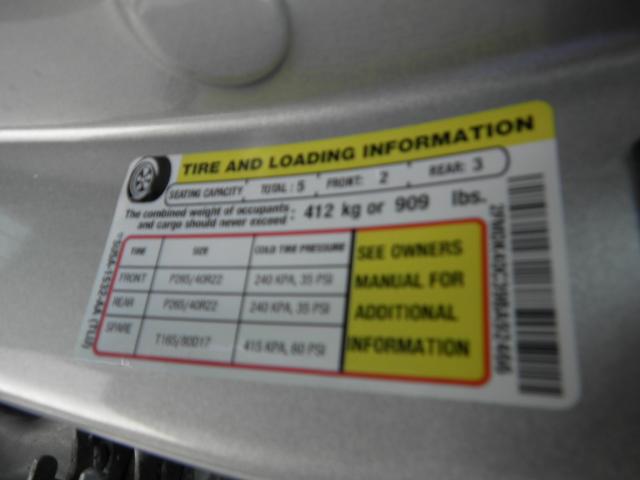 TIRE AND LOADING INFORMATION
SEATING CAPACITY TOTAL : 5 FRONT: 2 REAR: 3
The combined weight of occupants and cargo should never exceed : 412 kg or 909 lbs.
TIRE SIZE COLD TIRE PRESSURE
FRONT P265/40R22 240 KPA, 35 PSI
REAR P265/40R22 240 KPA, 35 PSI
SPARE T165/80D17 415 KPA, 60 PSI
SEE OWNERS
MANUAL FOR
ADDITIONAL
INFORMATION